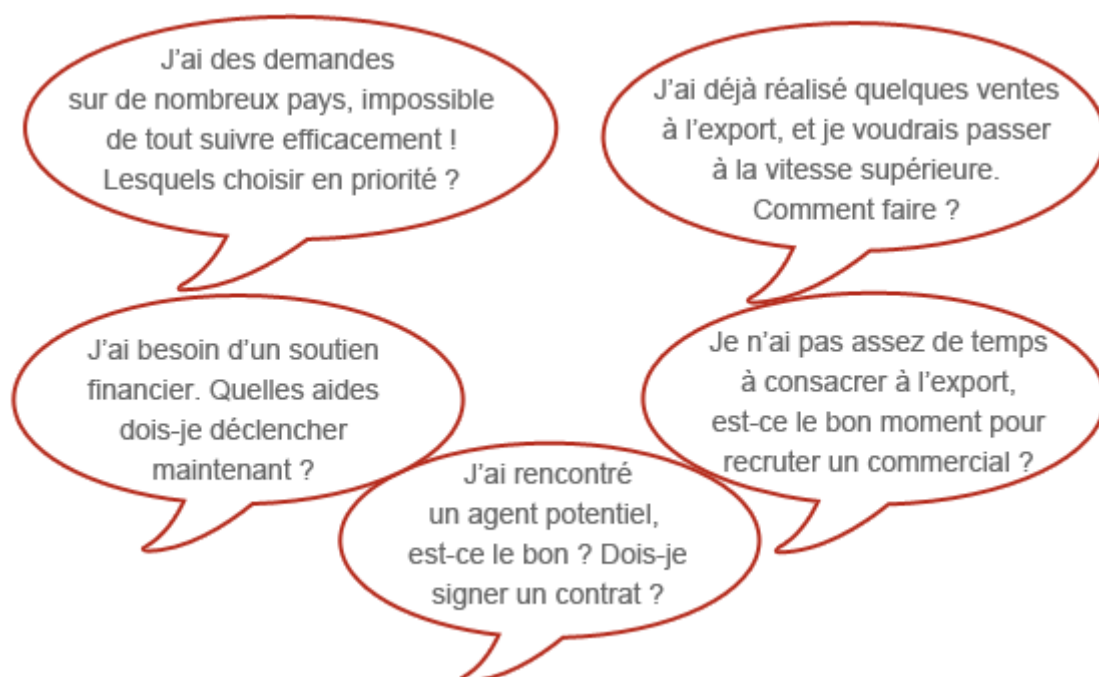 J’ai des demandes
sur de nombreux pays, impossible
de tout suivre efficacement !
Lesquels choisir en priorité ?
J’ai déjà réalisé quelques ventes
à l’export, et je voudrais passer
à la vitesse supérieure.
Comment faire ?
J’ai besoin d’un soutien
financier. Quelles aides
dois-je déclencher
maintenant ?
Je n’ai pas assez de temps
à consacrer à l’export,
est-ce le bon moment pour
recruter un commercial ?
J’ai rencontré
un agent potentiel,
est-ce le bon ? Dois-je
signer un contrat ?